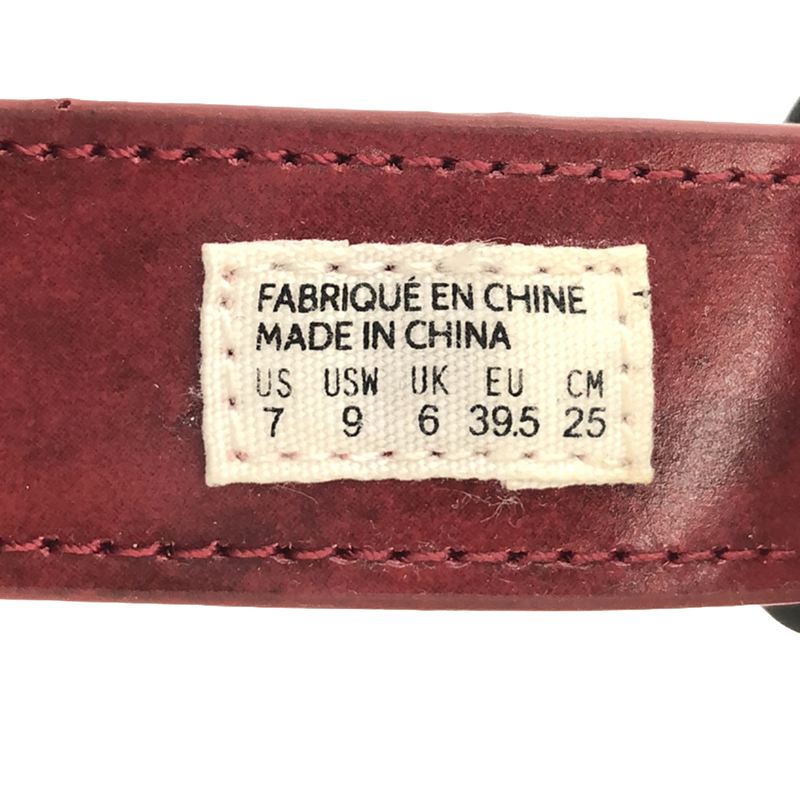 FABRIQUÉ EN CHINE
MADE IN CHINA
US USW UK EU CM
7 9 6 39.5 25